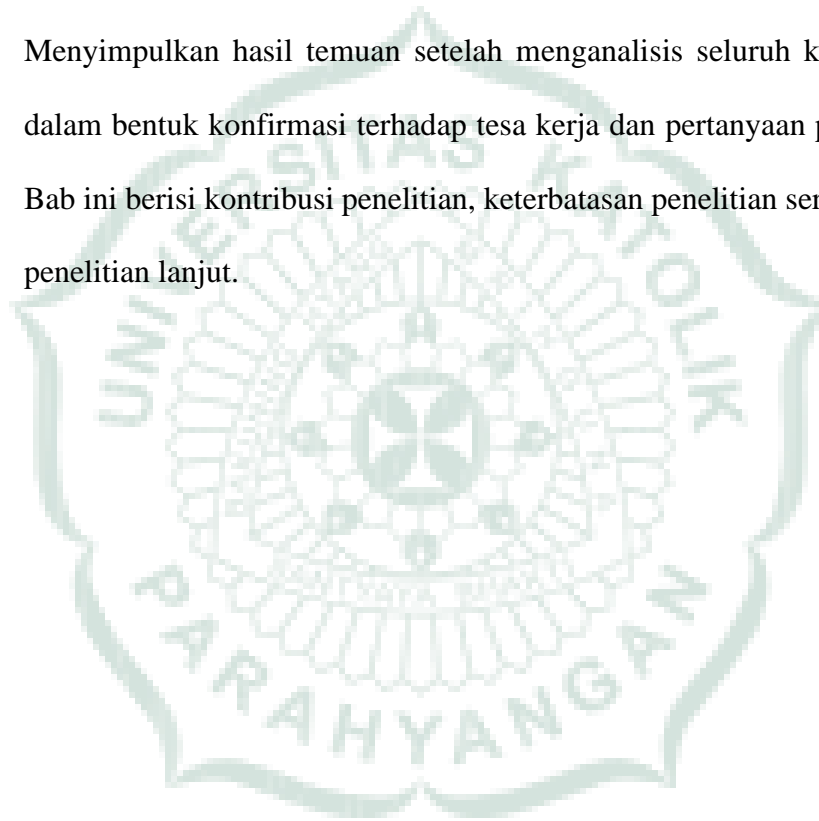 Menyimpulkan hasil temuan setelah menganalisis seluruh k
dalam bentuk konfirmasi terhadap tesa kerja dan pertanyaan p
Bab ini berisi kontribusi penelitian, keterbatasan penelitian ser
penelitian lanjut.
UNIVERSITAS KATOLIK
PARAHYANGAN